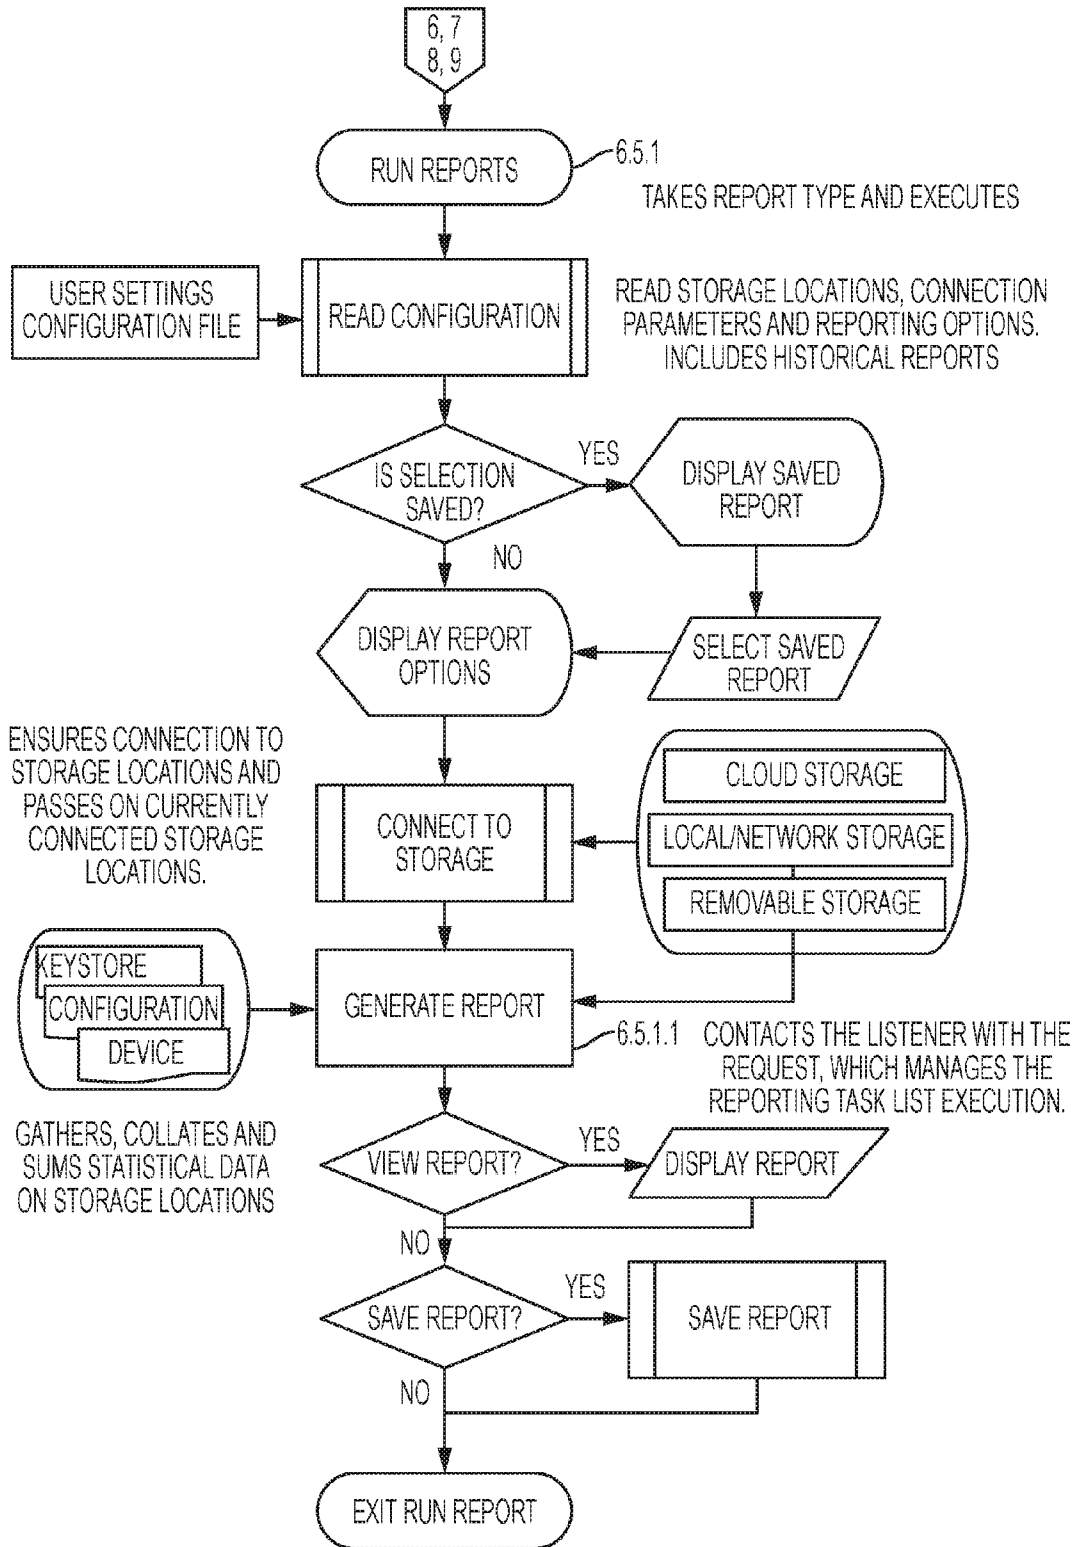 6, 7
8, 9
RUN REPORTS
6.5.1
TAKES REPORT TYPE AND EXECUTES
USER SETTINGS
CONFIGURATION FILE
READ CONFIGURATION
READ STORAGE LOCATIONS, CONNECTION
PARAMETERS AND REPORTING OPTIONS.
INCLUDES HISTORICAL REPORTS
IS SELECTION
SAVED?
YES
DISPLAY SAVED
REPORT
NO
DISPLAY REPORT
OPTIONS
SELECT SAVED
REPORT
ENSURES CONNECTION TO
STORAGE LOCATIONS AND
PASSES ON CURRENTLY
CONNECTED STORAGE
LOCATIONS.
CONNECT TO
STORAGE
CLOUD STORAGE
LOCAL/NETWORK STORAGE
REMOVABLE STORAGE
KEYSTORE
CONFIGURATION
DEVICE
GENERATE REPORT
6.5.1.1
CONTACTS THE LISTENER WITH THE
REQUEST, WHICH MANAGES THE
REPORTING TASK LIST EXECUTION.
GATHERS, COLLATES AND
SUMS STATISTICAL DATA
ON STORAGE LOCATIONS
VIEW REPORT?
YES
DISPLAY REPORT
NO
SAVE REPORT?
YES
SAVE REPORT
NO
EXIT RUN REPORT